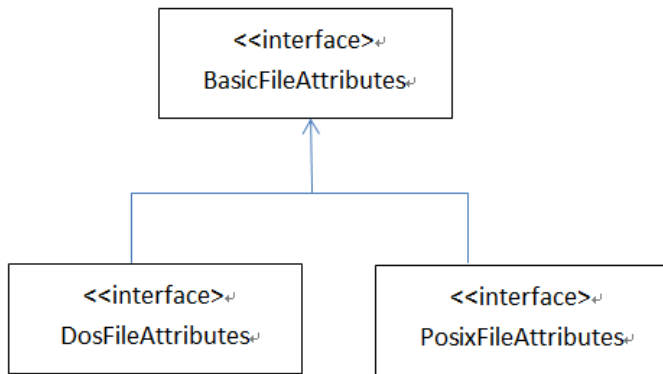 <<interface>↵
BasicFileAttributes↵
<<interface>↵
DosFileAttributes↵
<<interface>↵
PosixFileAttributes↵